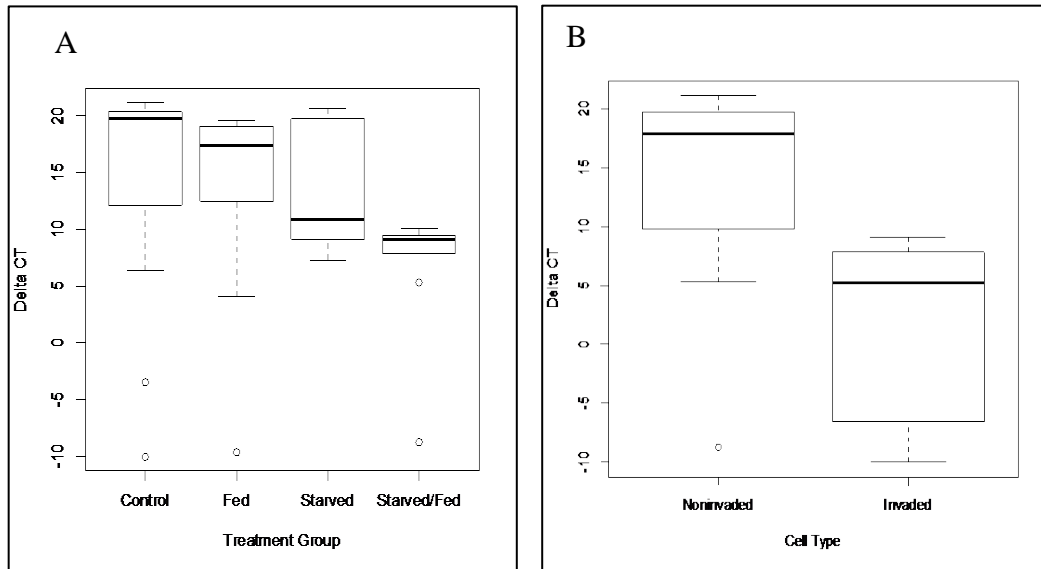 A
Delta CT
20
15
10
5
0
-5
-10
Control Fed Starved Starved/Fed
Treatment Group
B
Delta CT
20
15
10
5
0
-5
-10
Noninvaded Invaded
Cell Type